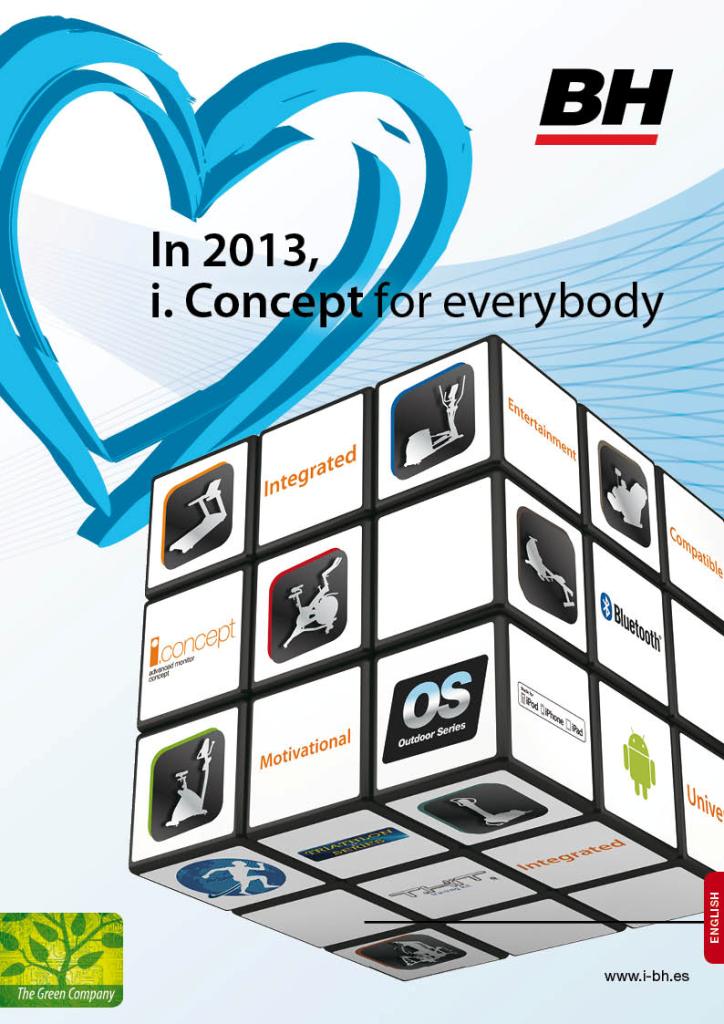 BH
In 2013,
i. Concept for everybody
Integrated
Entertainment
Compatible
i.concept
advanced monitor
concept
Bluetooth®
Motivational
OS
Outdoor Series
Made for
iPod iPhone iPad
Unive
TRIATHLON
SERIES
Integrated
ENGLISH
The Green Company
www.i-bh.es